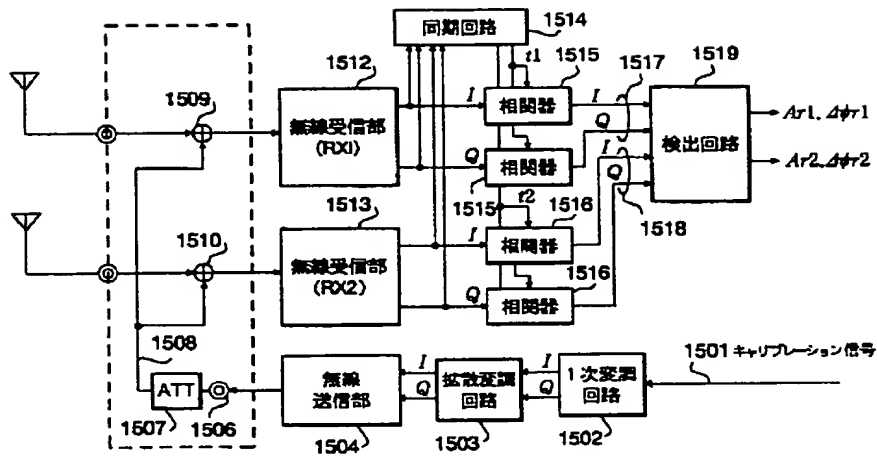 同期回路
1514
t1
1515
1517
1519
1512
1509
無線受信部
(RX1)
I
相関器
I
検出回路
Ar1、Δφr1
Q
相関器
Q
I
Ar2、Δφr2
1513
1515
t2
1516
Q
1518
1510
無線受信部
(RX2)
I
相関器
1516
Q
相関器
1508
1501 キャリブレーション信号
ATT
無線
送信部
I
Q
拡散変調
回路
I
Q
1次変調
回路
1507
1506
1504
1503
1502